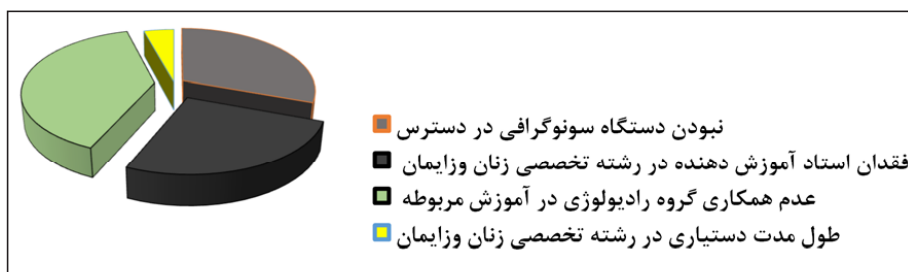 نبودن دستگاه سونوگرافی در دسترس
فقدان استاد آموزش دهنده در رشته تخصصی زنان وزایمان
عدم همکاری گروه رادیولوژی در آموزش مربوطه
طول مدت دستیاری در رشته تخصصی زنان وزایمان